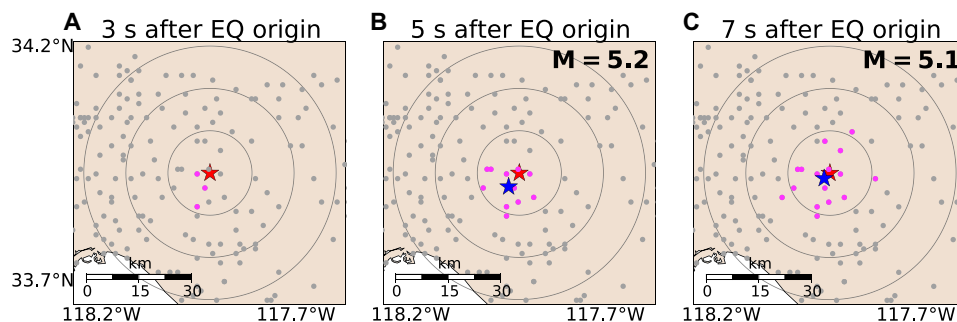 A
3 s after EQ origin
B
5 s after EQ origin
C
7 s after EQ origin
34.2°N
M = 5.2
M = 5.1
33.7°N
km
0 15 30
km
0 15 30
km
0 15 30
118.2°W 117.7°W
118.2°W 117.7°W
118.2°W 117.7°W